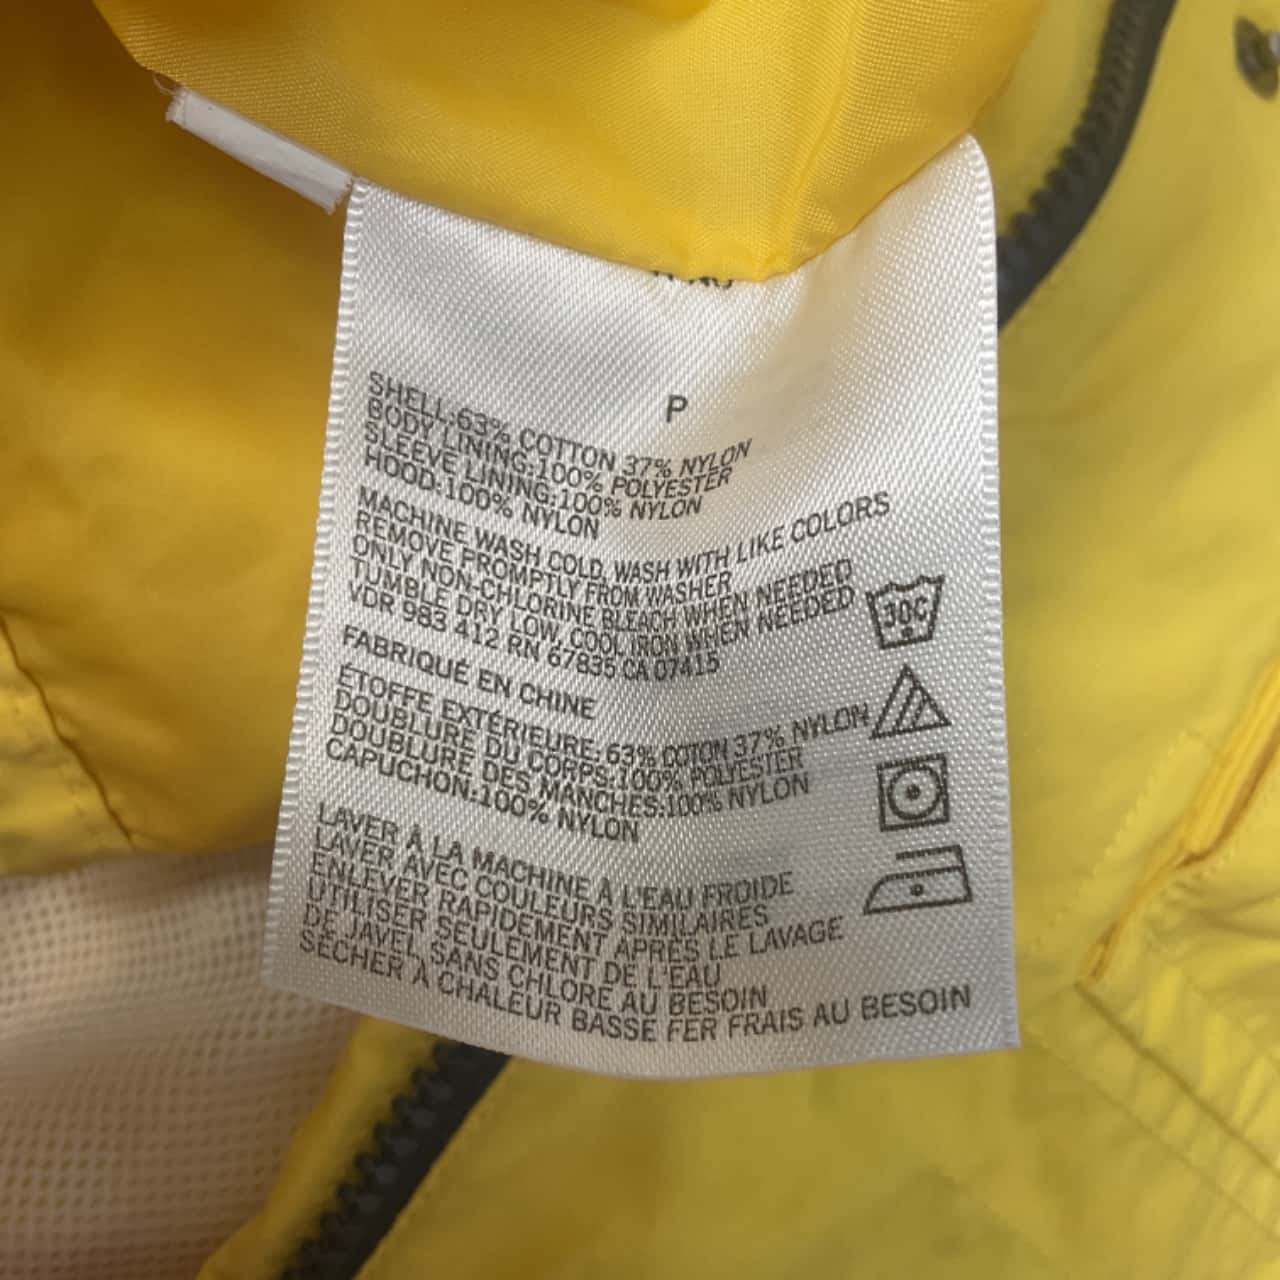 P
SHELL:63% COTTON 37% NYLON
BODY LINING:100% POLYESTER
SLEEVE LINING:100% NYLON
HOOD:100% NYLON
MACHINE WASH COLD, WASH WITH LIKE COLORS
REMOVE PROMPTLY FROM WASHER
ONLY NON-CHLORINE BLEACH WHEN NEEDED
TUMBLE DRY LOW, COOL IRON WHEN NEEDED
VDR 983 412 RN 67835 CA 07415
FABRIQUÉ EN CHINE
ÉTOFFE EXTÉRIEURE:63% COTON 37% NYLON
DOUBLURE DU CORPS:100% POLYESTER
DOUBLURE DES MANCHES:100% NYLON
CAPUCHON:100% NYLON
LAVER À LA MACHINE À L'EAU FROIDE
LAVER AVEC COULEURS SIMILAIRES
ENLEVER RAPIDEMENT APRÈS LE LAVAGE
UTILISER SEULEMENT DE L'EAU
DE JAVEL SANS CHLORE AU BESOIN
SÉCHER À CHALEUR BASSE FER FRAIS AU BESOIN
30C